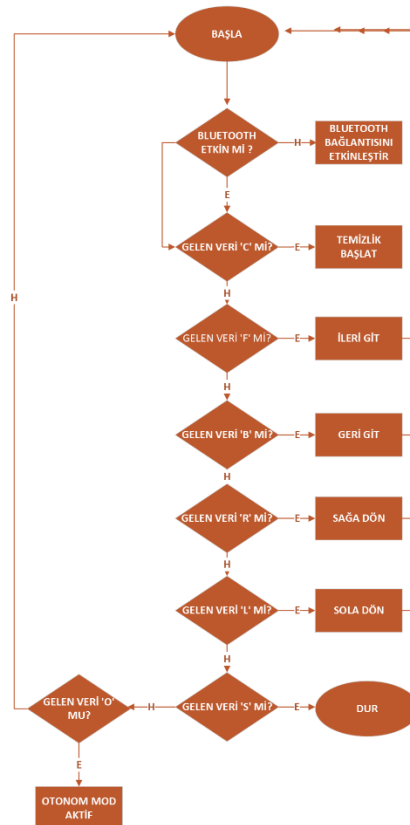 BAŞLA
BLUETOOTH
ETKİN Mİ ?
H
BLUETOOTH
BAĞLANTISINI
ETKİNLEŞTİR
E
GELEN VERİ 'C' Mİ?
E
TEMİZLİK
BAŞLAT
H
H
GELEN VERİ 'F' Mİ?
E
İLERİ GİT
H
GELEN VERİ 'B' Mİ?
E
GERİ GİT
H
GELEN VERİ 'R' Mİ?
E
SAĞA DÖN
H
GELEN VERİ 'L' Mİ?
E
SOLA DÖN
H
GELEN VERİ 'O'
MU?
H
GELEN VERİ 'S' Mİ?
E
DUR
E
OTONOM MOD
AKTİF